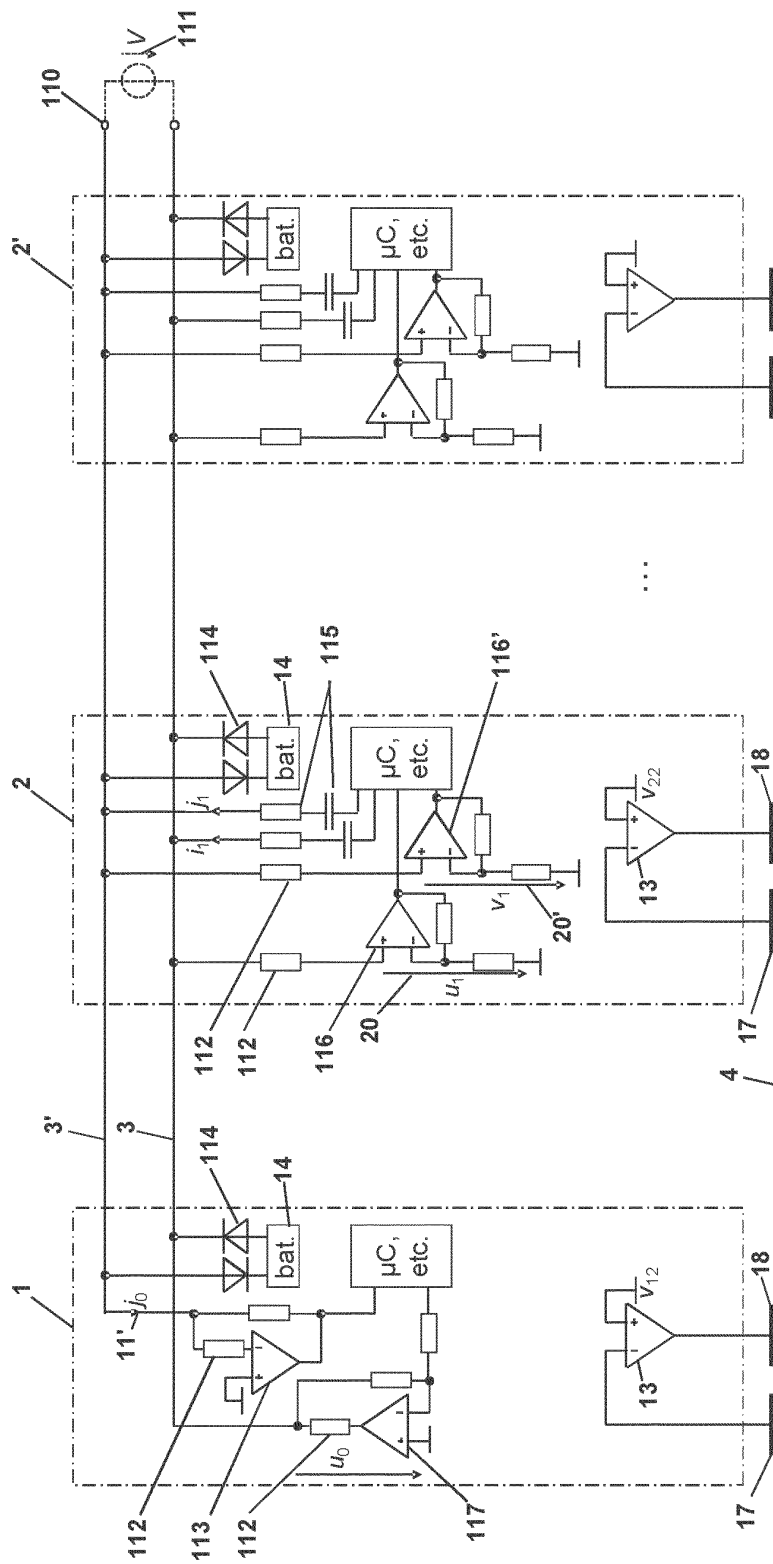 1
3'
3
2
2'
110
V
111
11'
j₀
114
14
bat.
µC,
etc.
112
113
112
u₀
117
v₁₂
13
17
18
4
i₁
j₁
114
14
bat.
115
µC,
etc.
116'
112
112
116
20
u₁
v₁
20'
v₂₂
13
17
18
...
bat.
µC,
etc.
+
-
+
-
+
-
+
-
+
-
+
-
+
-
+
-
+
-